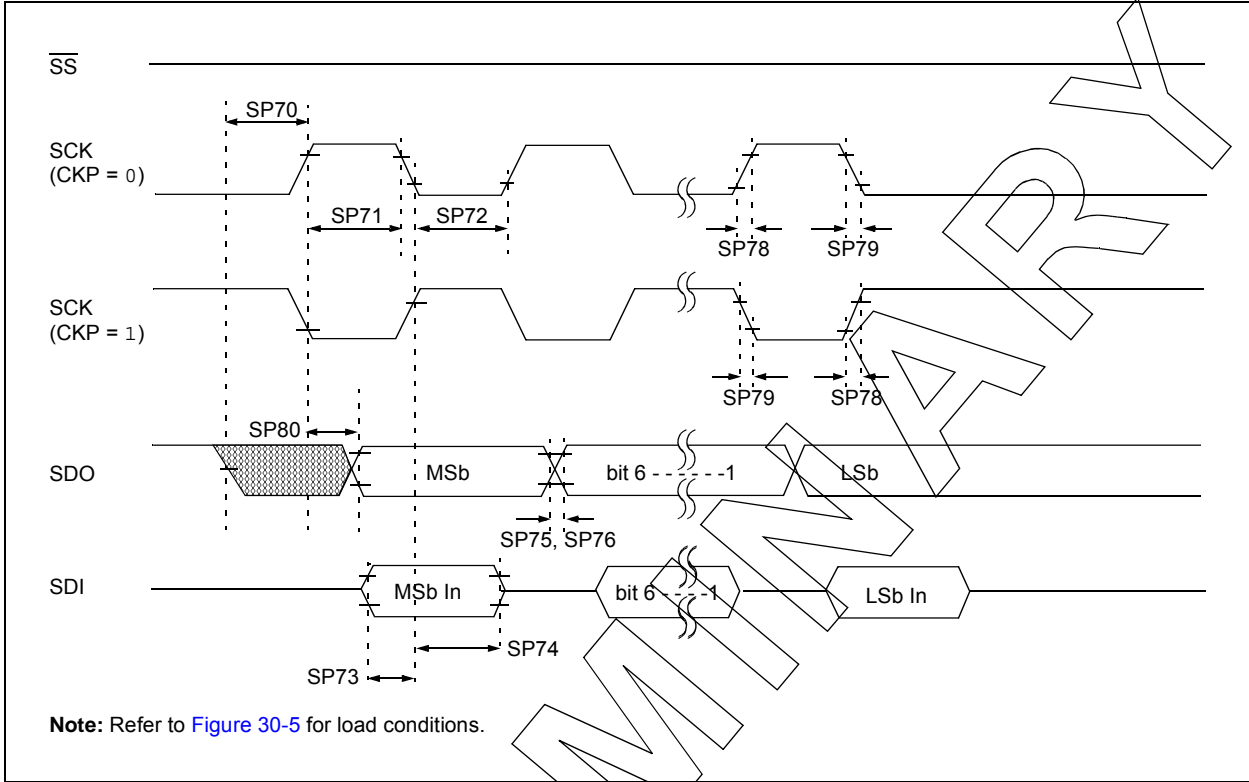 SS
SP70
SCK
(CKP = 0)
SP71
SP72
SP78
SP79
SCK
(CKP = 1)
SP79
SP78
SP80
SDO
MSb
bit 6 - - - - - -1
LSb
SP75, SP76
SDI
MSb In
bit 6 - - - -1
LSb In
SP74
SP73
Note: Refer to Figure 30-5 for load conditions.
MINARY